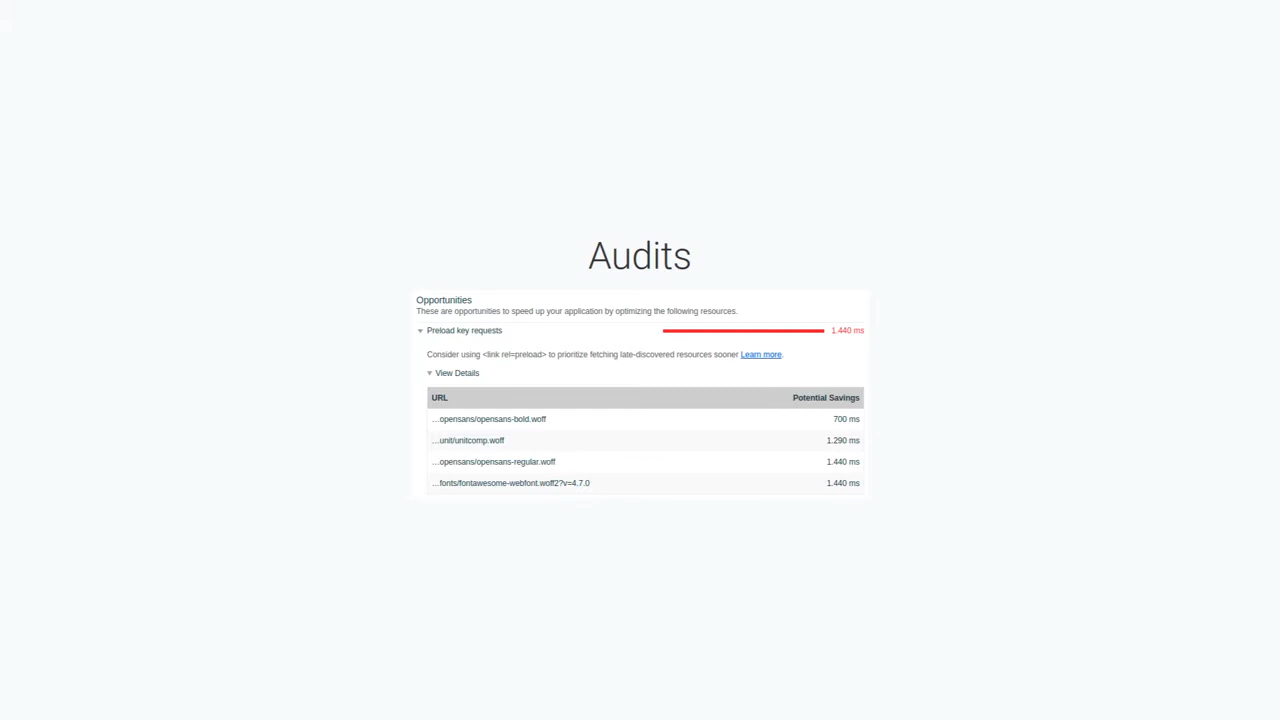 Audits
Opportunities
These are opportunities to speed up your application by optimizing the following resources.
Preload key requests 1.440 ms
Consider using <link rel=preload> to prioritize fetching late-discovered resources sooner Learn more.
View Details
URL Potential Savings
…opensans/opensans-bold.woff 700 ms
…unit/unitcomp.woff 1.290 ms
…opensans/opensans-regular.woff 1.440 ms
…fonts/fontawesome-webfont.woff2?v=4.7.0 1.440 ms